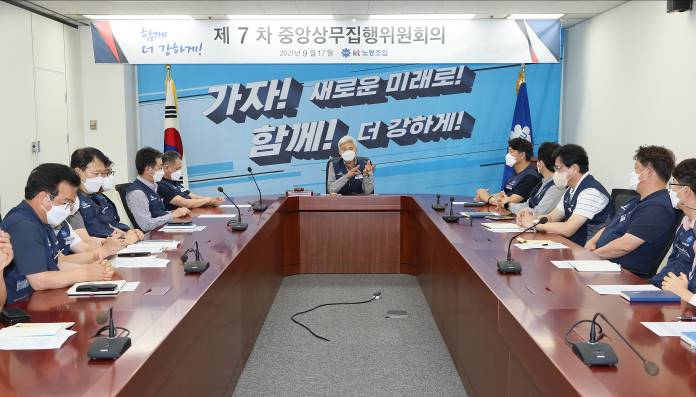 함께
더 강하게!
제 7 차 중앙상무집행위원회의
2021년 9월 17일 kt 노동조합
가자! 새로운 미래로!
함께! 더 강하게!